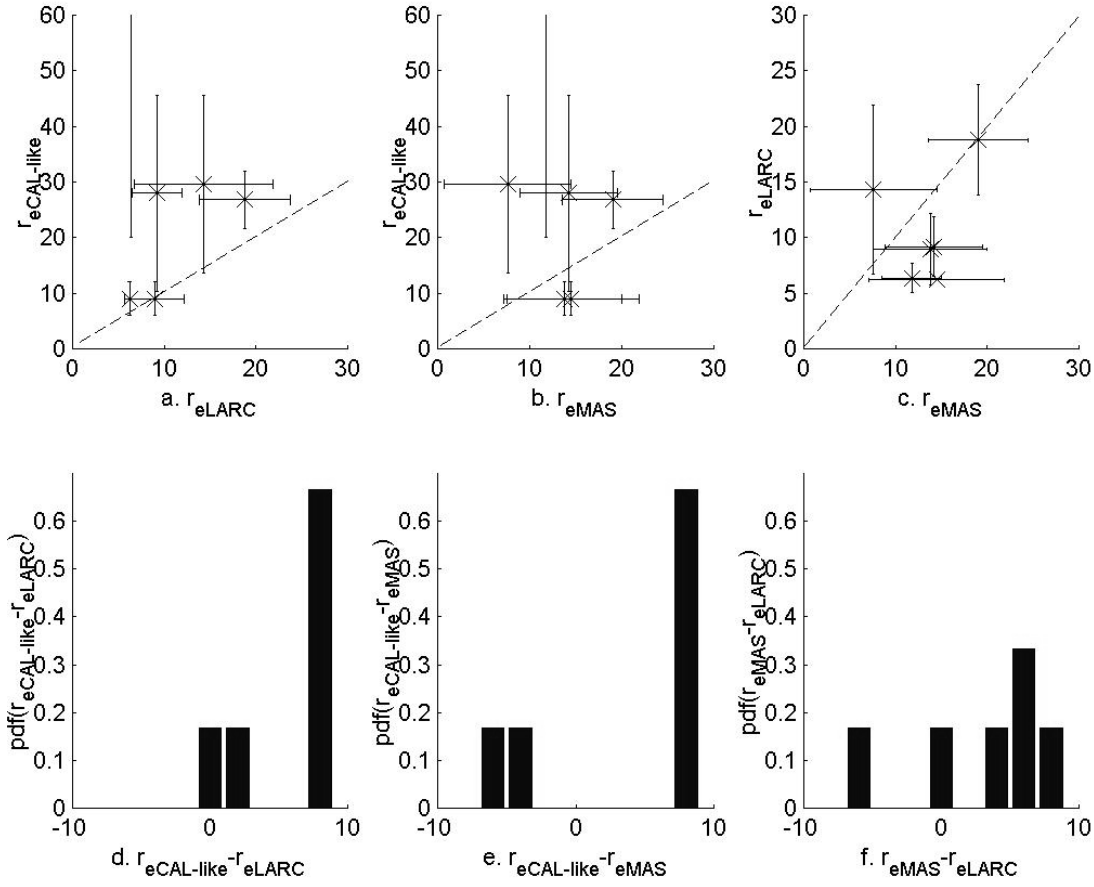 60
50
40
30
20
10
0
r_eCAL-like
0 10 20 30
a. r_eLARC
60
50
40
30
20
10
0
r_eCAL-like
0 10 20 30
b. r_eMAS
30
25
20
15
10
5
0
r_eLARC
0 10 20 30
c. r_eMAS
0.6
0.5
0.4
0.3
0.2
0.1
0
pdf(r_eCAL-like-r_eLARC)
-10 0 10
d. r_eCAL-like-r_eLARC
0.6
0.5
0.4
0.3
0.2
0.1
0
pdf(r_eCAL-like-r_eMAS)
-10 0 10
e. r_eCAL-like-r_eMAS
0.6
0.5
0.4
0.3
0.2
0.1
0
pdf(r_eMAS-r_eLARC)
-10 0 10
f. r_eMAS-r_eLARC